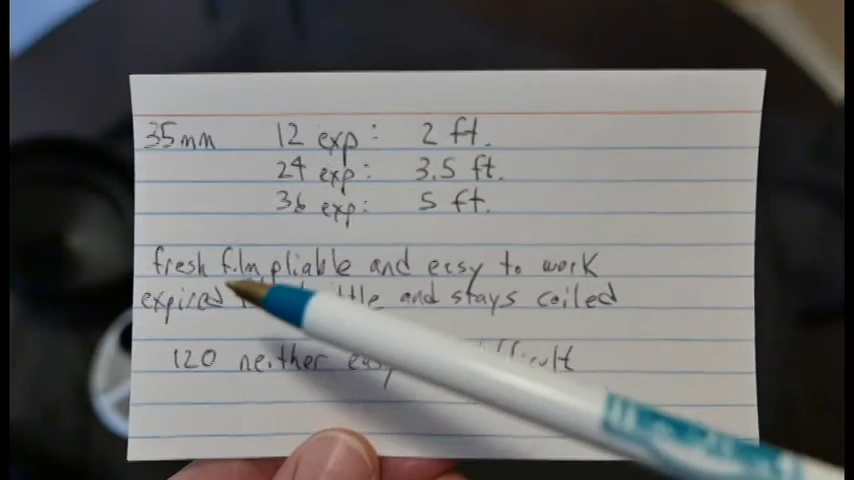 35mm 12 exp: 2 ft.
24 exp: 3.5 ft.
36 exp: 5 ft.
fresh film pliable and easy to work
expired and stays coiled
120 neither easy